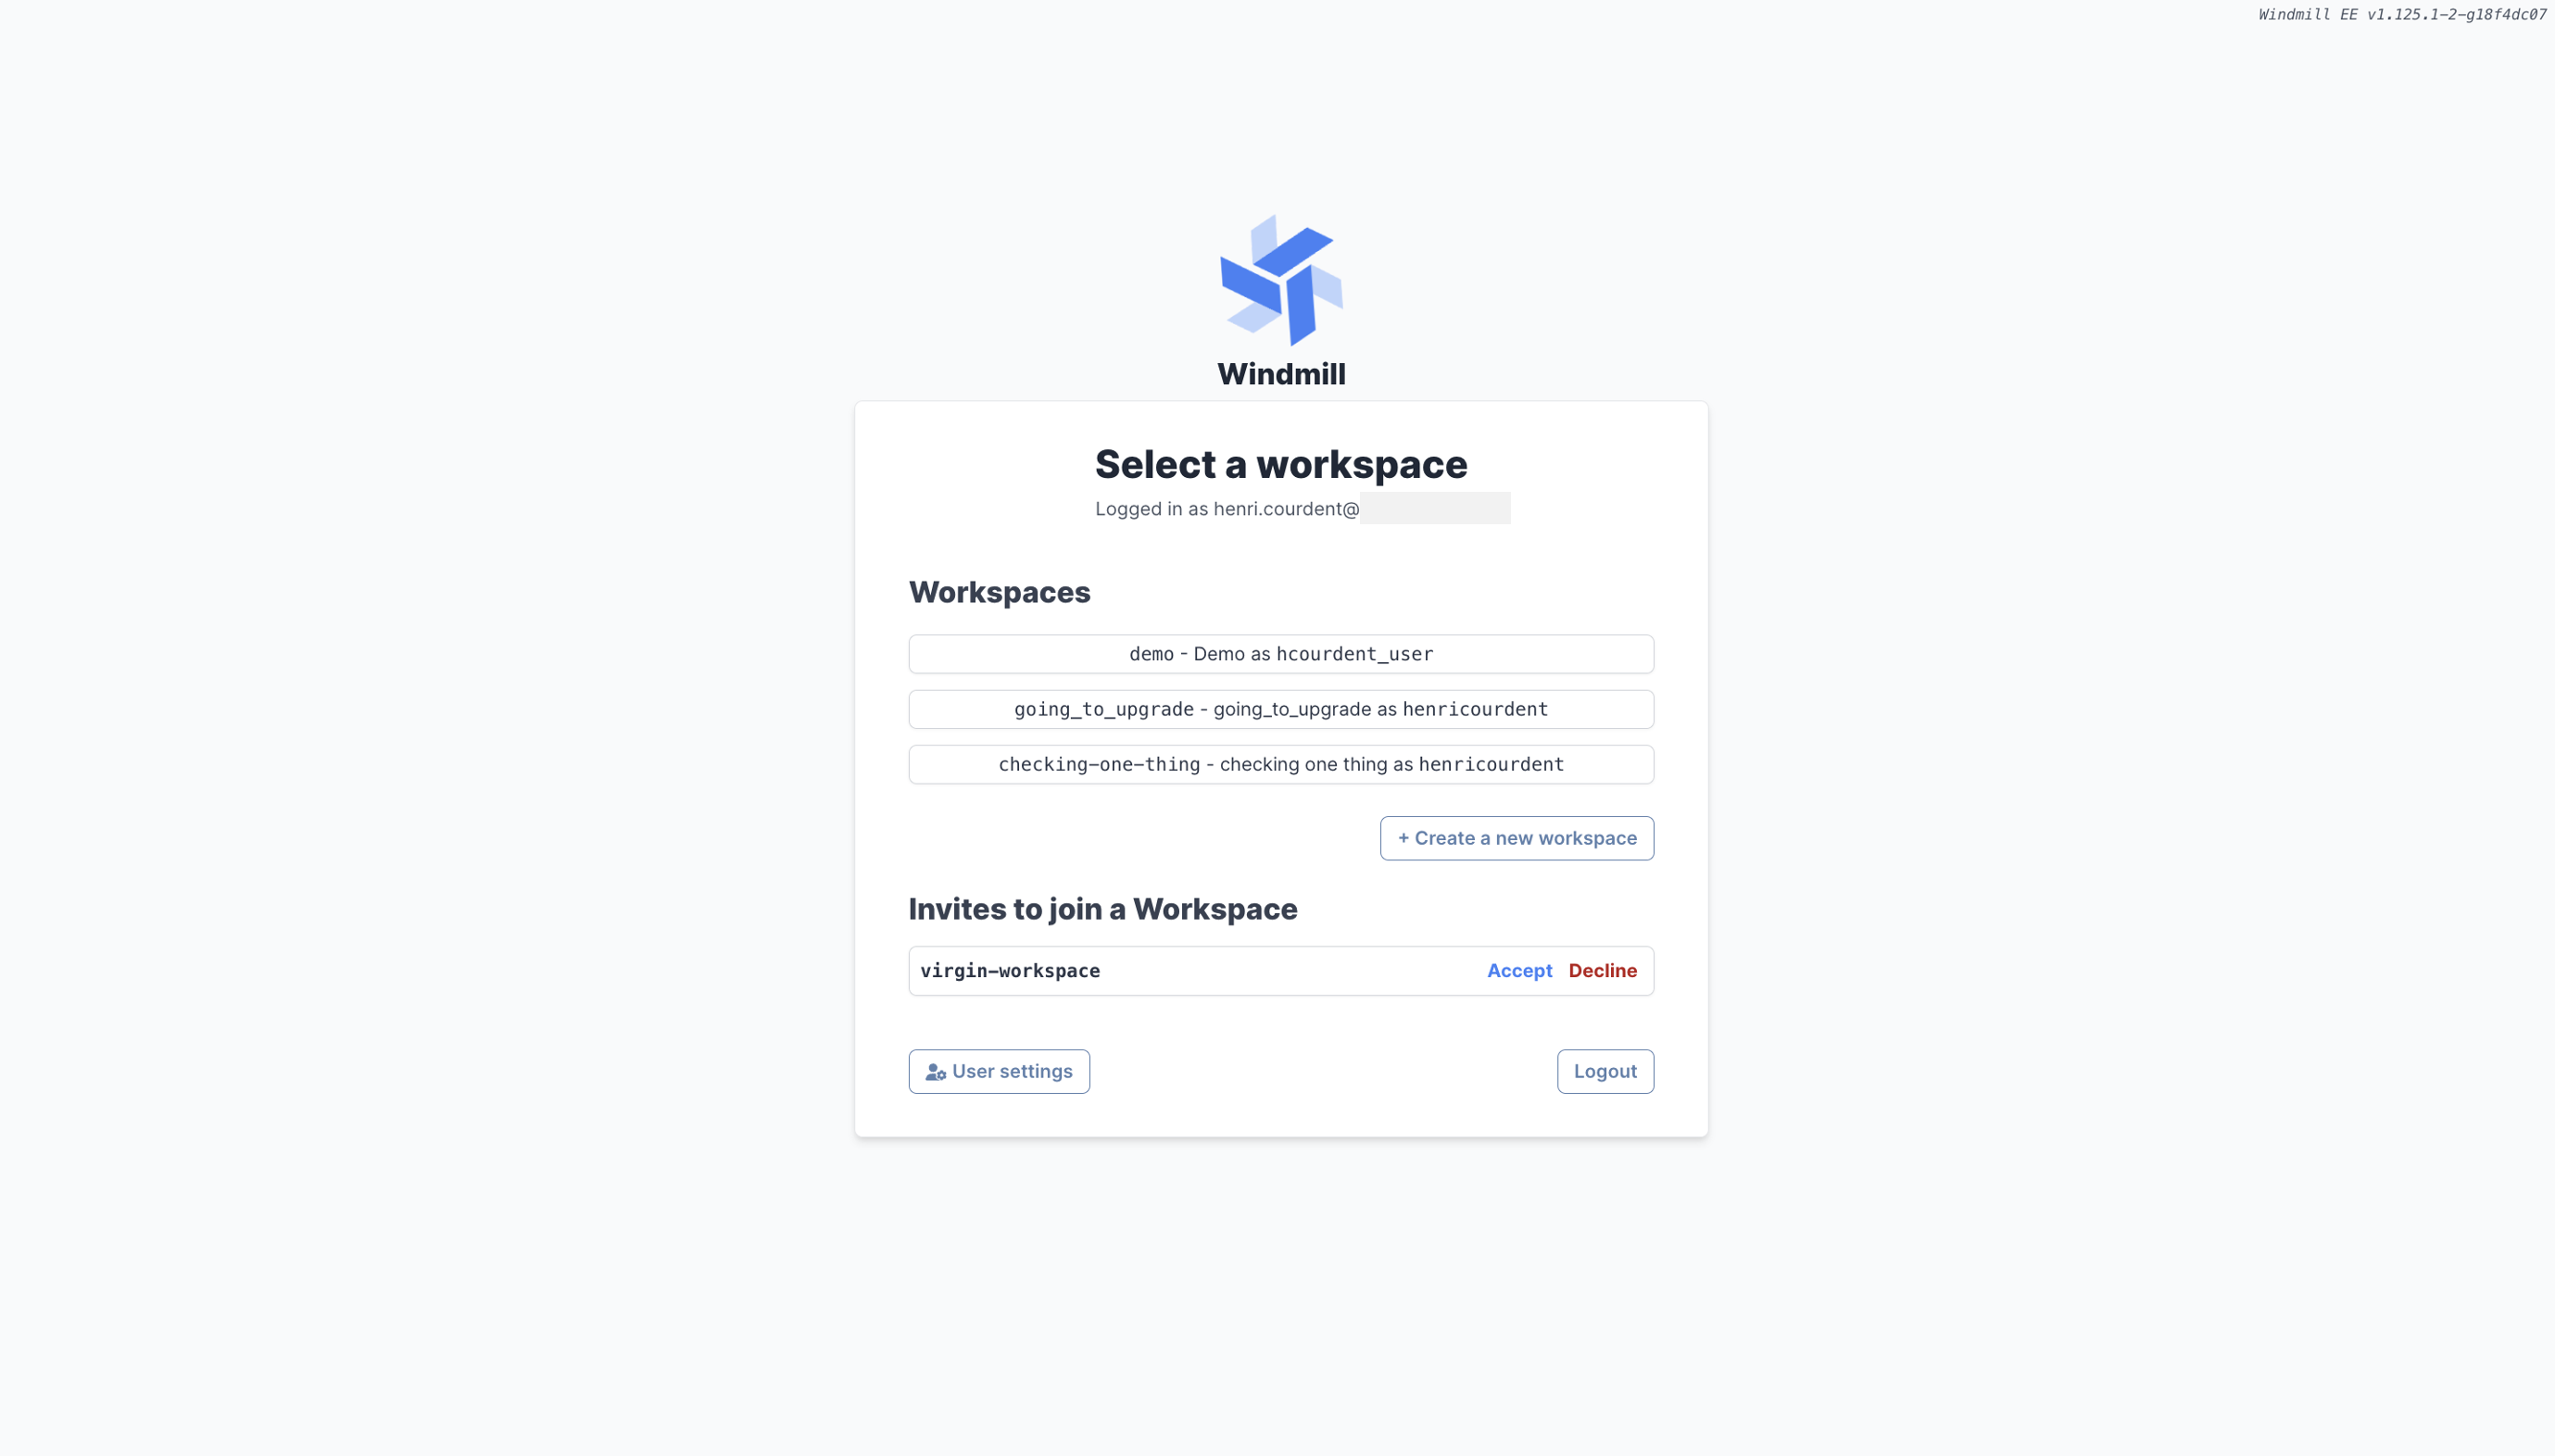 Windmill EE v1.125.1-2-g18f4dc07
Windmill
Select a workspace
Logged in as henri.courdent@
Workspaces
demo - Demo as hcourdent_user
going_to_upgrade - going_to_upgrade as henricourdent
checking-one-thing - checking one thing as henricourdent
+ Create a new workspace
Invites to join a Workspace
virgin-workspace Accept Decline
User settings Logout